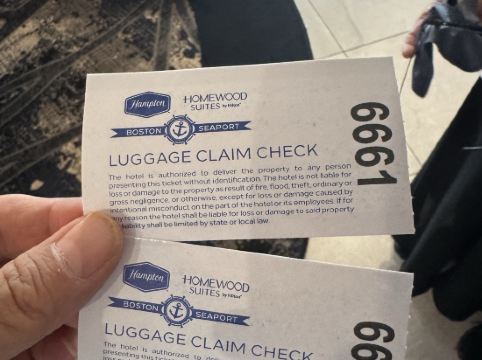 Hampton
HOMEWOOD
SUITES by Hilton
BOSTON SEAPORT
LUGGAGE CLAIM CHECK
The hotel is authorized to deliver the property to any person
presenting this ticket without identification. The hotel is not liable for
loss or damage to the property as result of fire, flood, theft, ordinary or
gross negligence, or otherwise, except for loss or damage caused by
intentional misconduct on the part of the hotel or its employees. If for
any reason the hotel shall be liable for loss or damage to said property
liability shall be limited by state or local law.
6661
Hampton
HOMEWOOD
SUITES by Hilton
BOSTON SEAPORT
LUGGAGE CLAIM CHECK
The hotel is authorized to
presenting this ticket
66